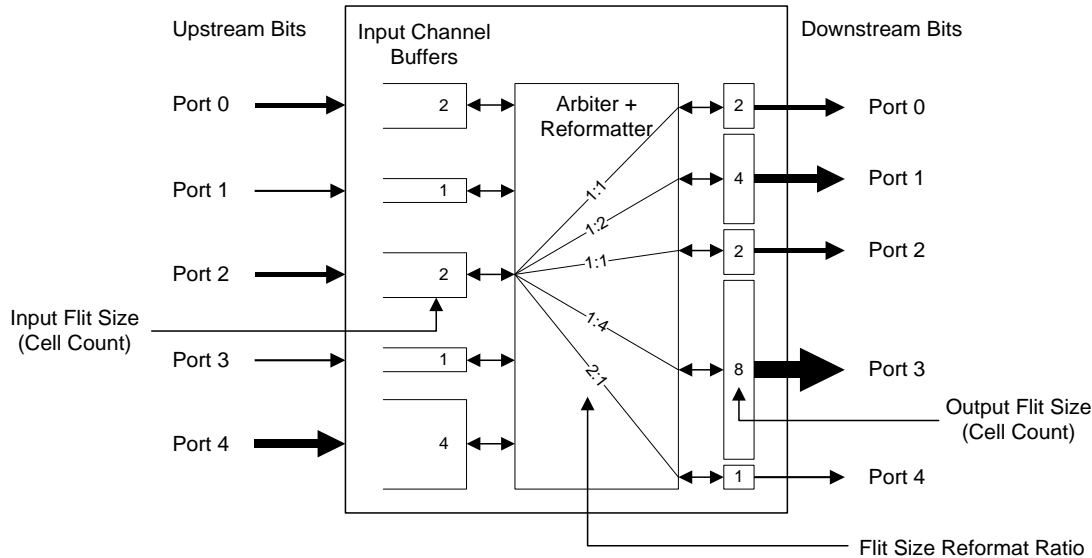 Upstream Bits
Input Channel
Buffers
Downstream Bits
Port 0
2
Arbiter +
Reformatter
2
Port 0
Port 1
1
1:1
4
Port 1
1:2
Port 2
2
1:1
2
Port 2
Input Flit Size
(Cell Count)
1:4
Port 3
1
2:1
8
Port 3
Output Flit Size
(Cell Count)
Port 4
4
1
Port 4
Flit Size Reformat Ratio